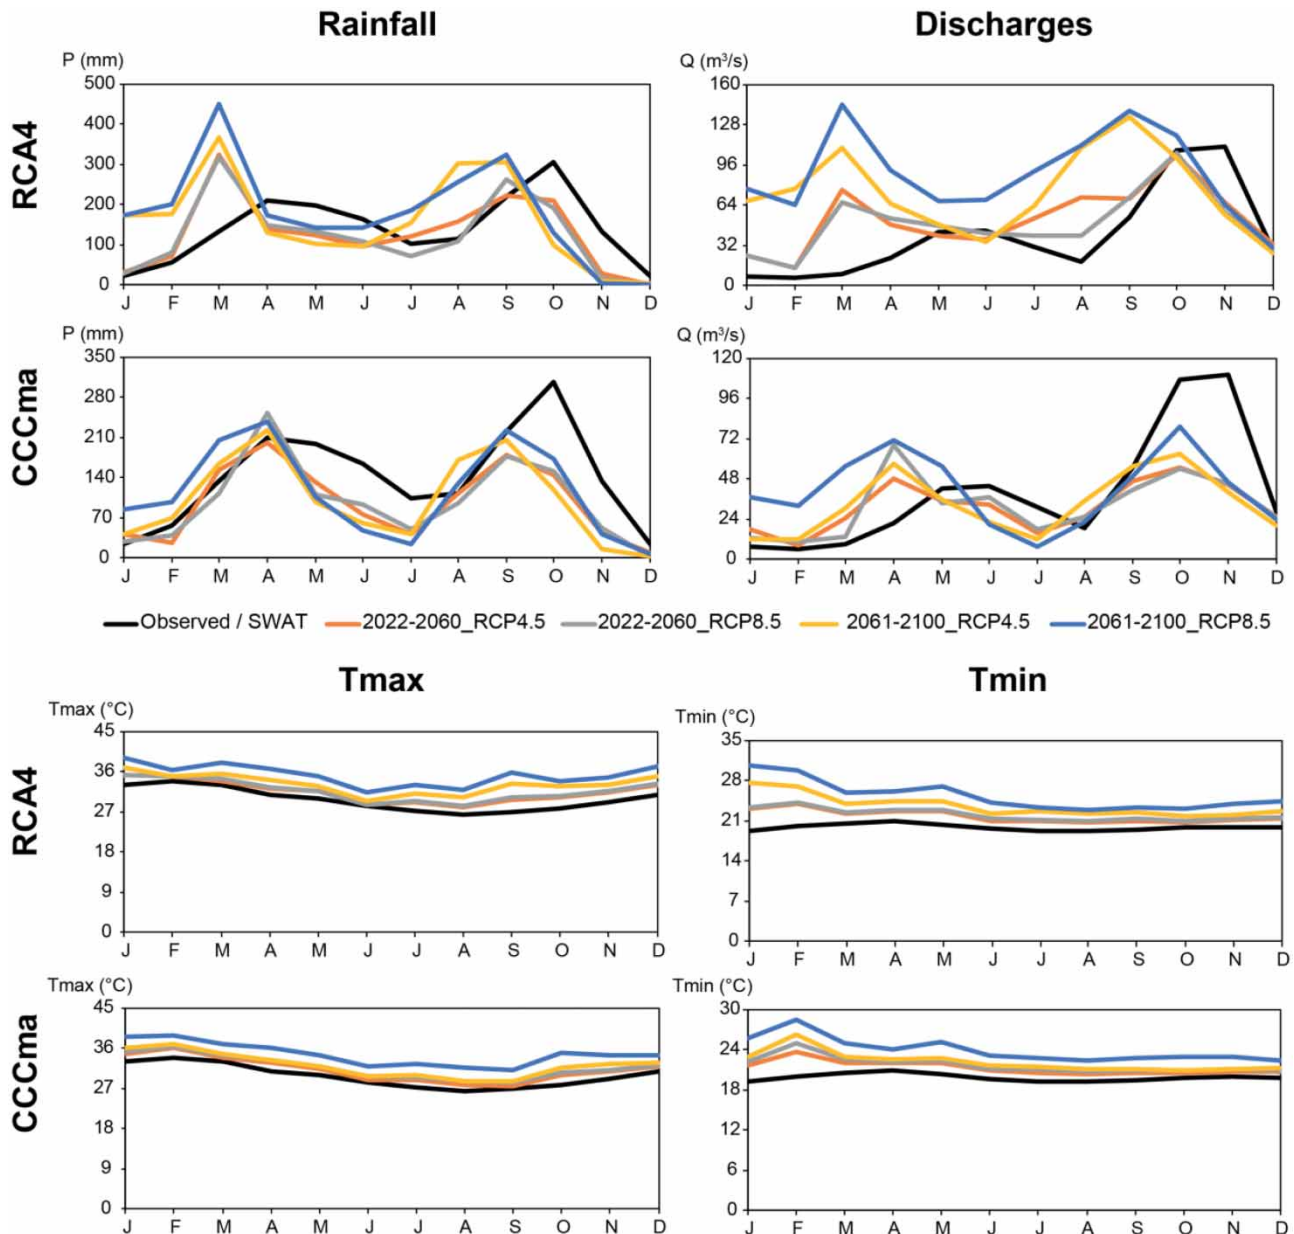 Rainfall
Discharges
RCA4
P (mm)
500
400
300
200
100
0
J F M A M J J A S O N D
Q (m³/s)
160
128
96
64
32
0
J F M A M J J A S O N D
CCCma
P (mm)
350
280
210
140
70
0
J F M A M J J A S O N D
Q (m³/s)
120
96
72
48
24
0
J F M A M J J A S O N D
Observed / SWAT 2022-2060_RCP4.5 2022-2060_RCP8.5 2061-2100_RCP4.5 2061-2100_RCP8.5
Tmax
Tmin
RCA4
Tmax (°C)
45
36
27
18
9
0
J F M A M J J A S O N D
Tmin (°C)
35
28
21
14
7
0
J F M A M J J A S O N D
CCCma
Tmax (°C)
45
36
27
18
9
0
J F M A M J J A S O N D
Tmin (°C)
30
24
18
12
6
0
J F M A M J J A S O N D